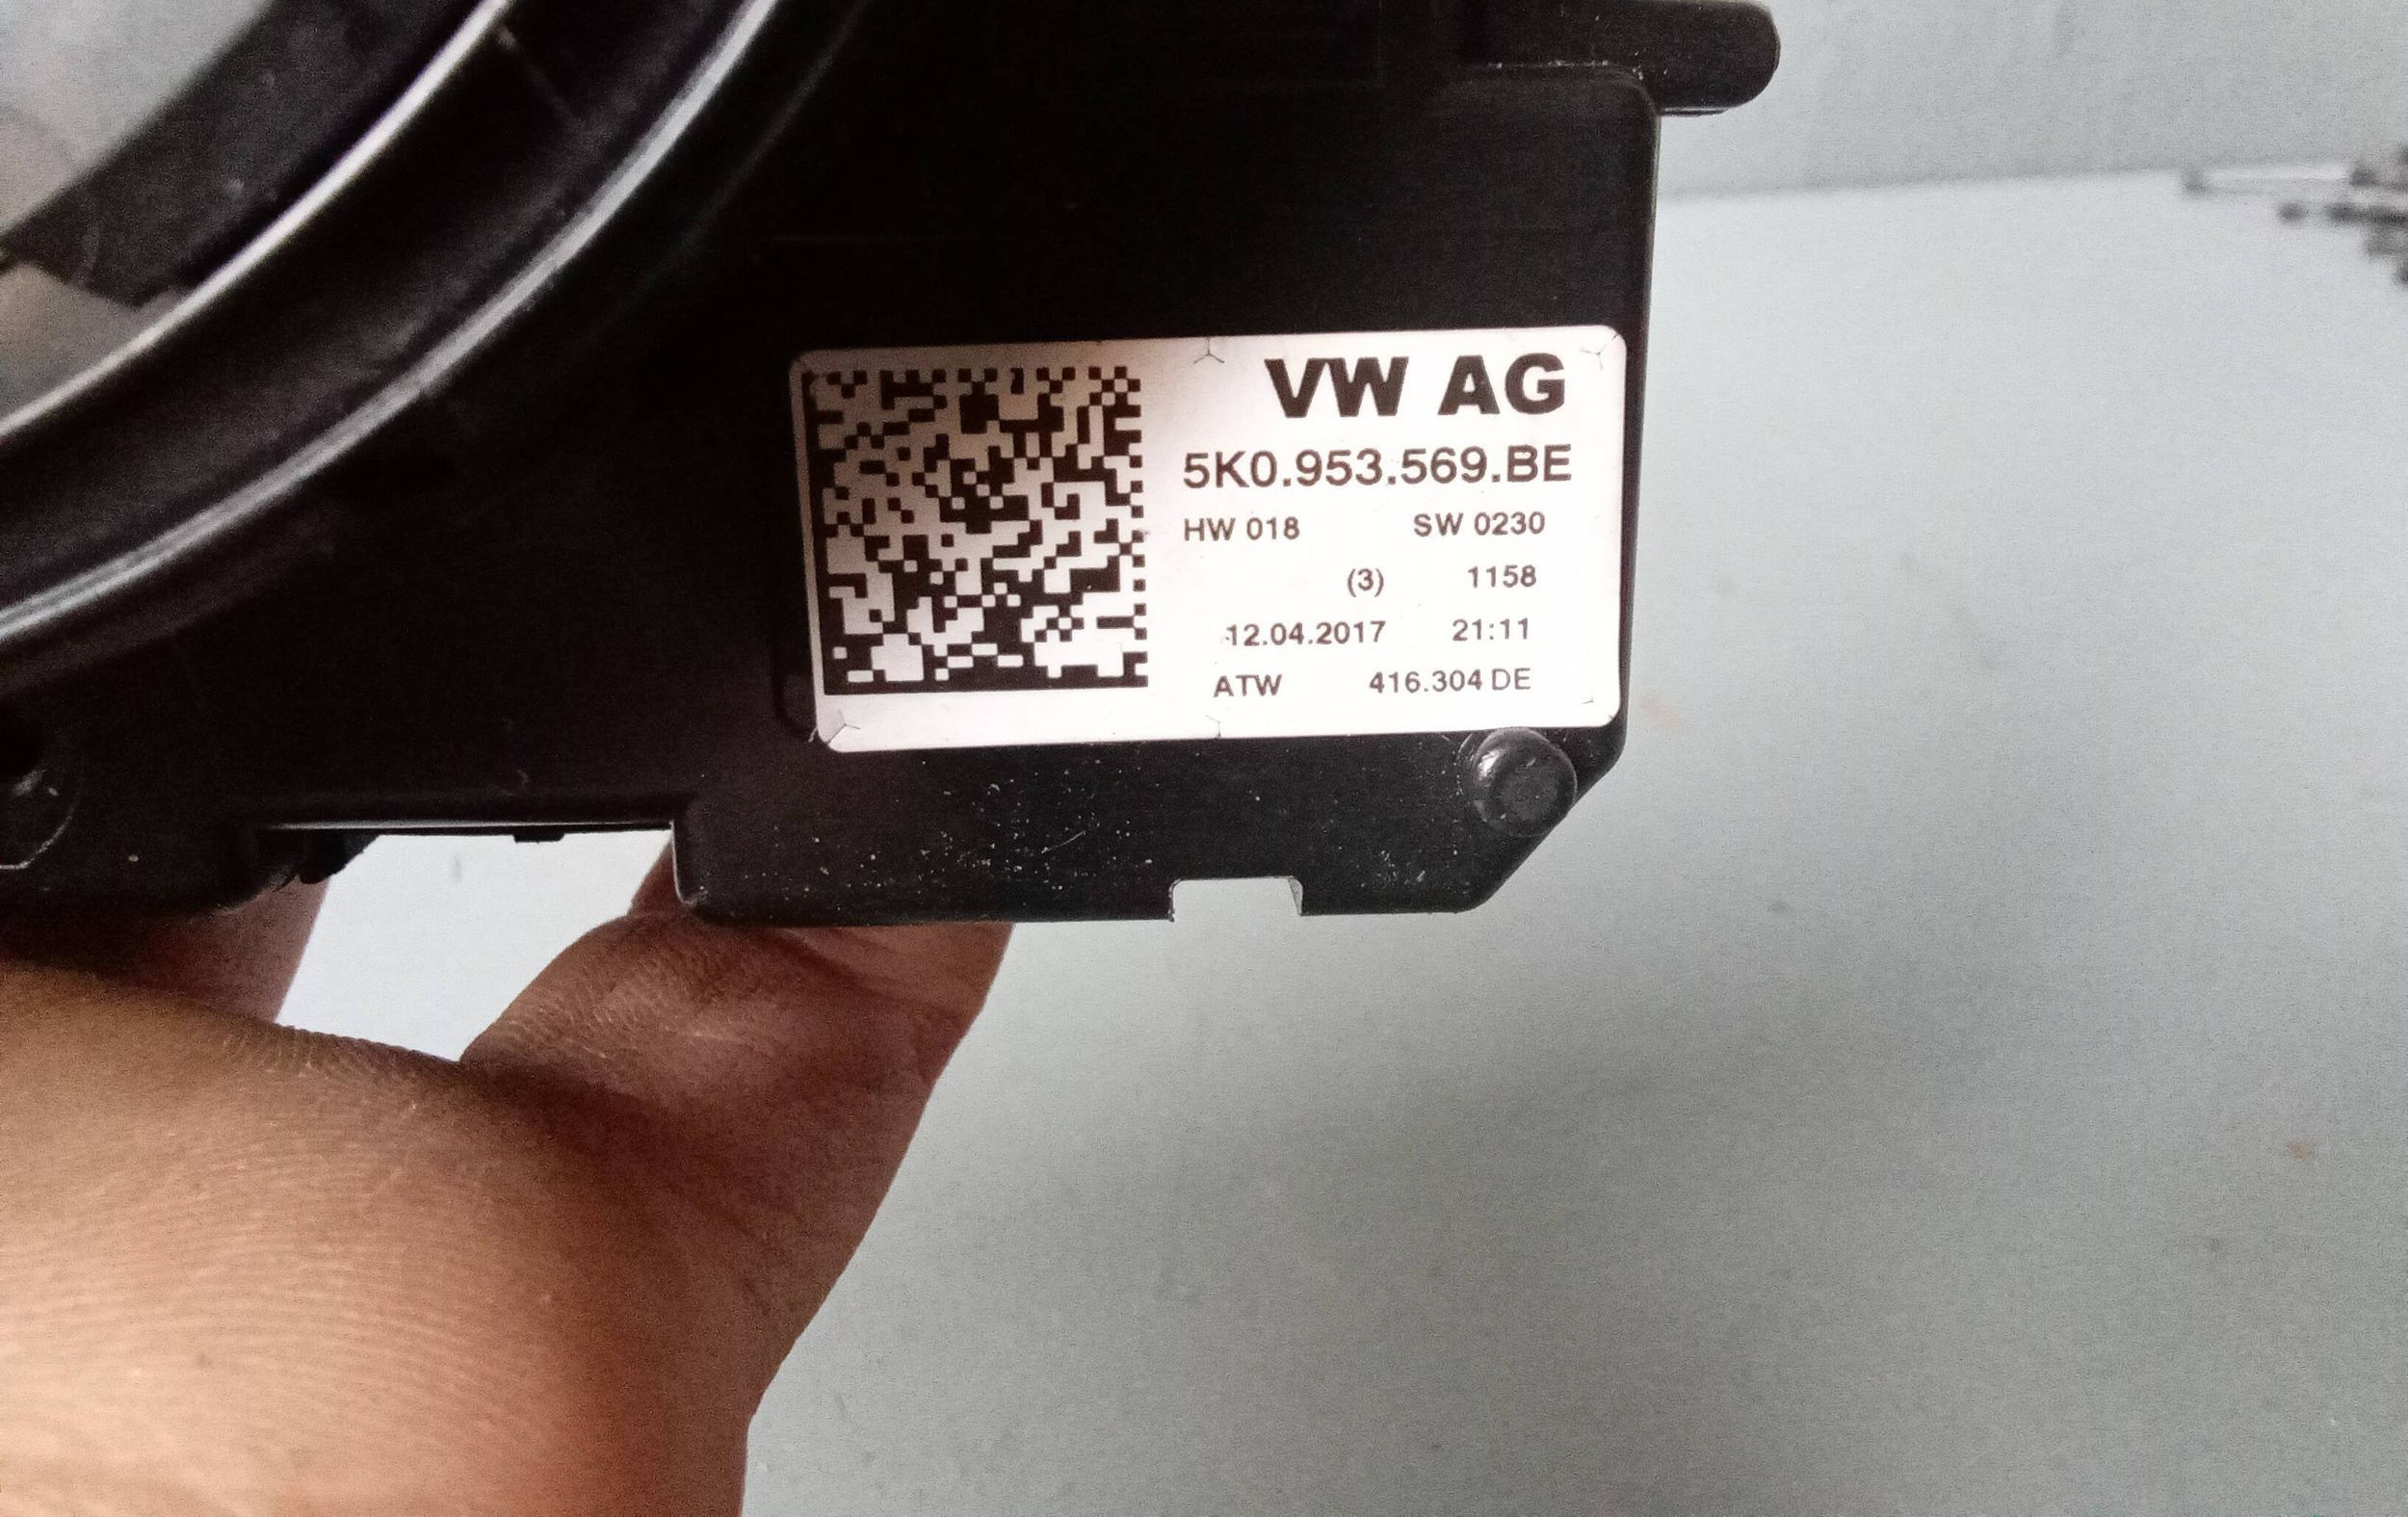 VW AG
5K0.953.569.BE
HW 018 SW 0230
(3) 1158
12.04.2017 21:11
ATW 416.304 DE